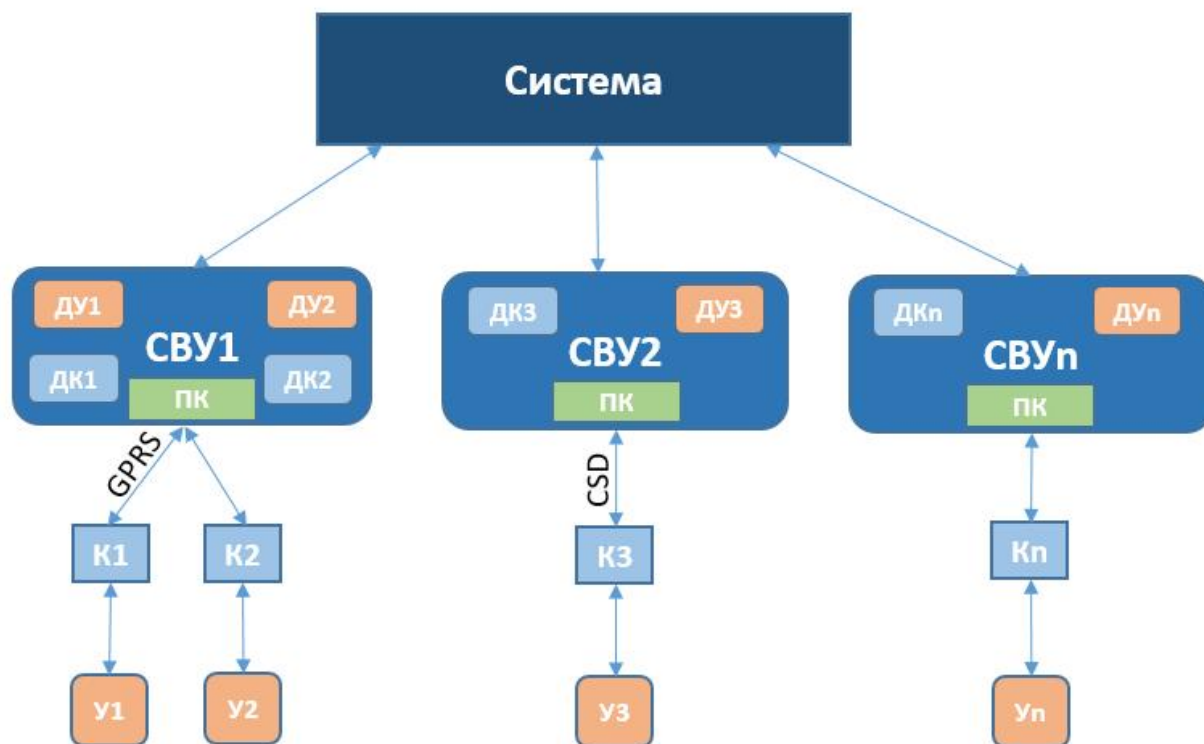 Система
ДУ1
ДУ2
СВУ1
ДК1
ДК2
ПК
ДК3
ДУ3
СВУ2
ПК
ДКn
ДУn
СВУn
ПК
GPRS
CSD
К1
К2
К3
Кn
У1
У2
У3
Уn